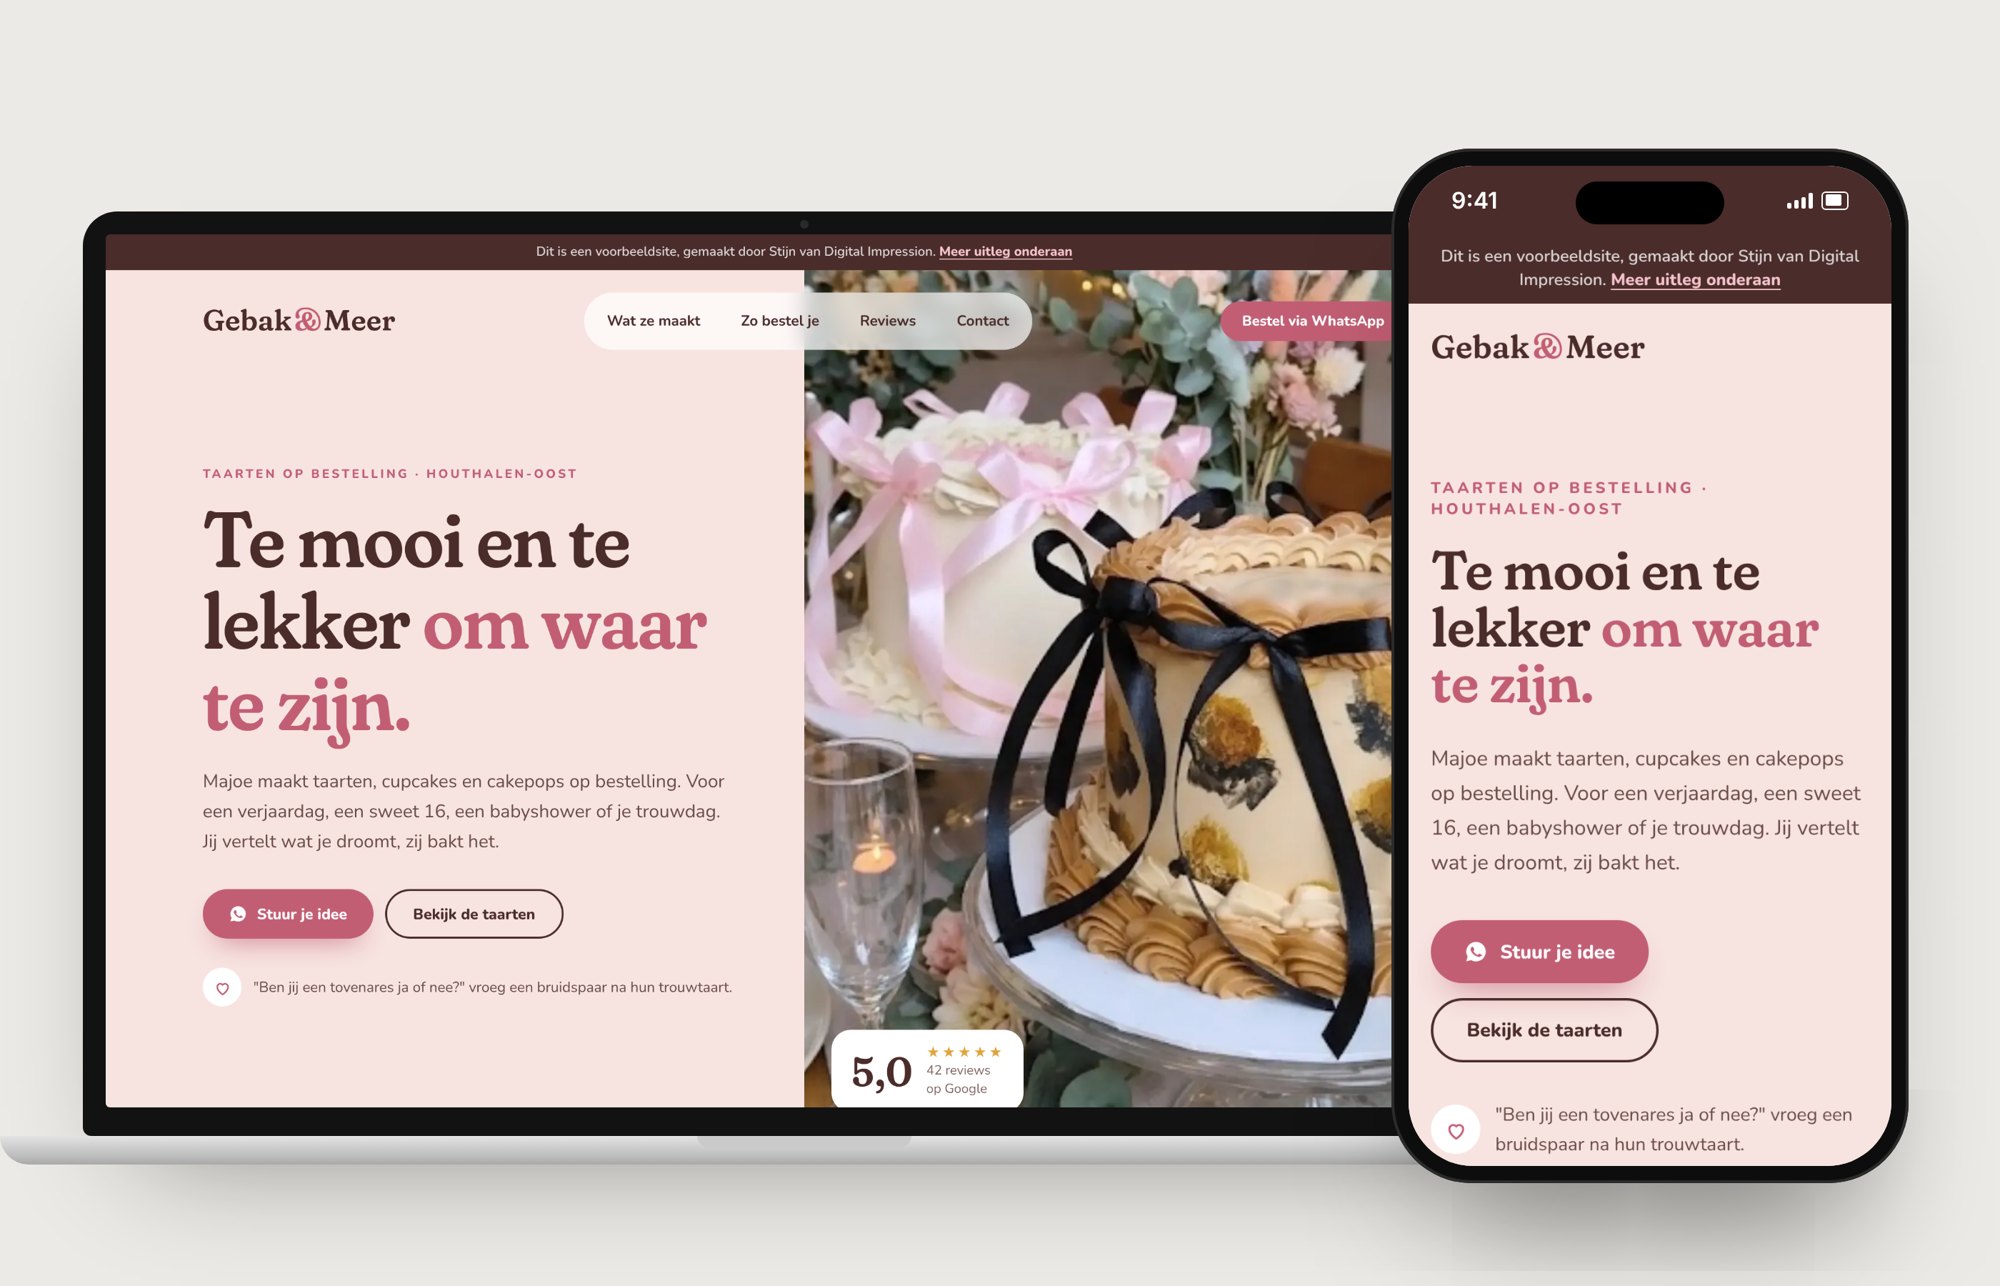 Dit is een voorbeeldsite, gemaakt door Stijn van Digital Impression. Meer uitleg onderaan
Gebak&Meer
Wat ze maakt
Zo bestel je
Reviews
Contact
Bestel via WhatsApp
TAARTEN OP BESTELLING · HOUTHALEN-OOST
Te mooi en te
lekker om waar
te zijn.
Majoe maakt taarten, cupcakes en cakepops op bestelling. Voor
een verjaardag, een sweet 16, een babyshower of je trouwdag.
Jij vertelt wat je droomt, zij bakt het.
Stuur je idee
Bekijk de taarten
"Ben jij een tovenares ja of nee?" vroeg een bruidspaar na hun trouwtaart.
5,0
★★★★★
42 reviews
op Google
9:41
Dit is een voorbeeldsite, gemaakt door Stijn van Digital
Impression. Meer uitleg onderaan
Gebak&Meer
TAARTEN OP BESTELLING ·
HOUTHALEN-OOST
Te mooi en te
lekker om waar
te zijn.
Majoe maakt taarten, cupcakes en cakepops
op bestelling. Voor een verjaardag, een sweet
16, een babyshower of je trouwdag. Jij vertelt
wat je droomt, zij bakt het.
Stuur je idee
Bekijk de taarten
"Ben jij een tovenares ja of nee?" vroeg een
bruidspaar na hun trouwtaart.